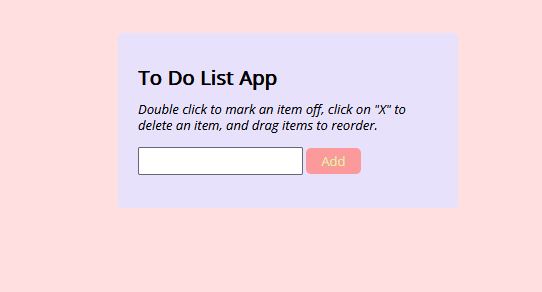 To Do List App
Double click to mark an item off, click on "X" to
delete an item, and drag items to reorder.
Add